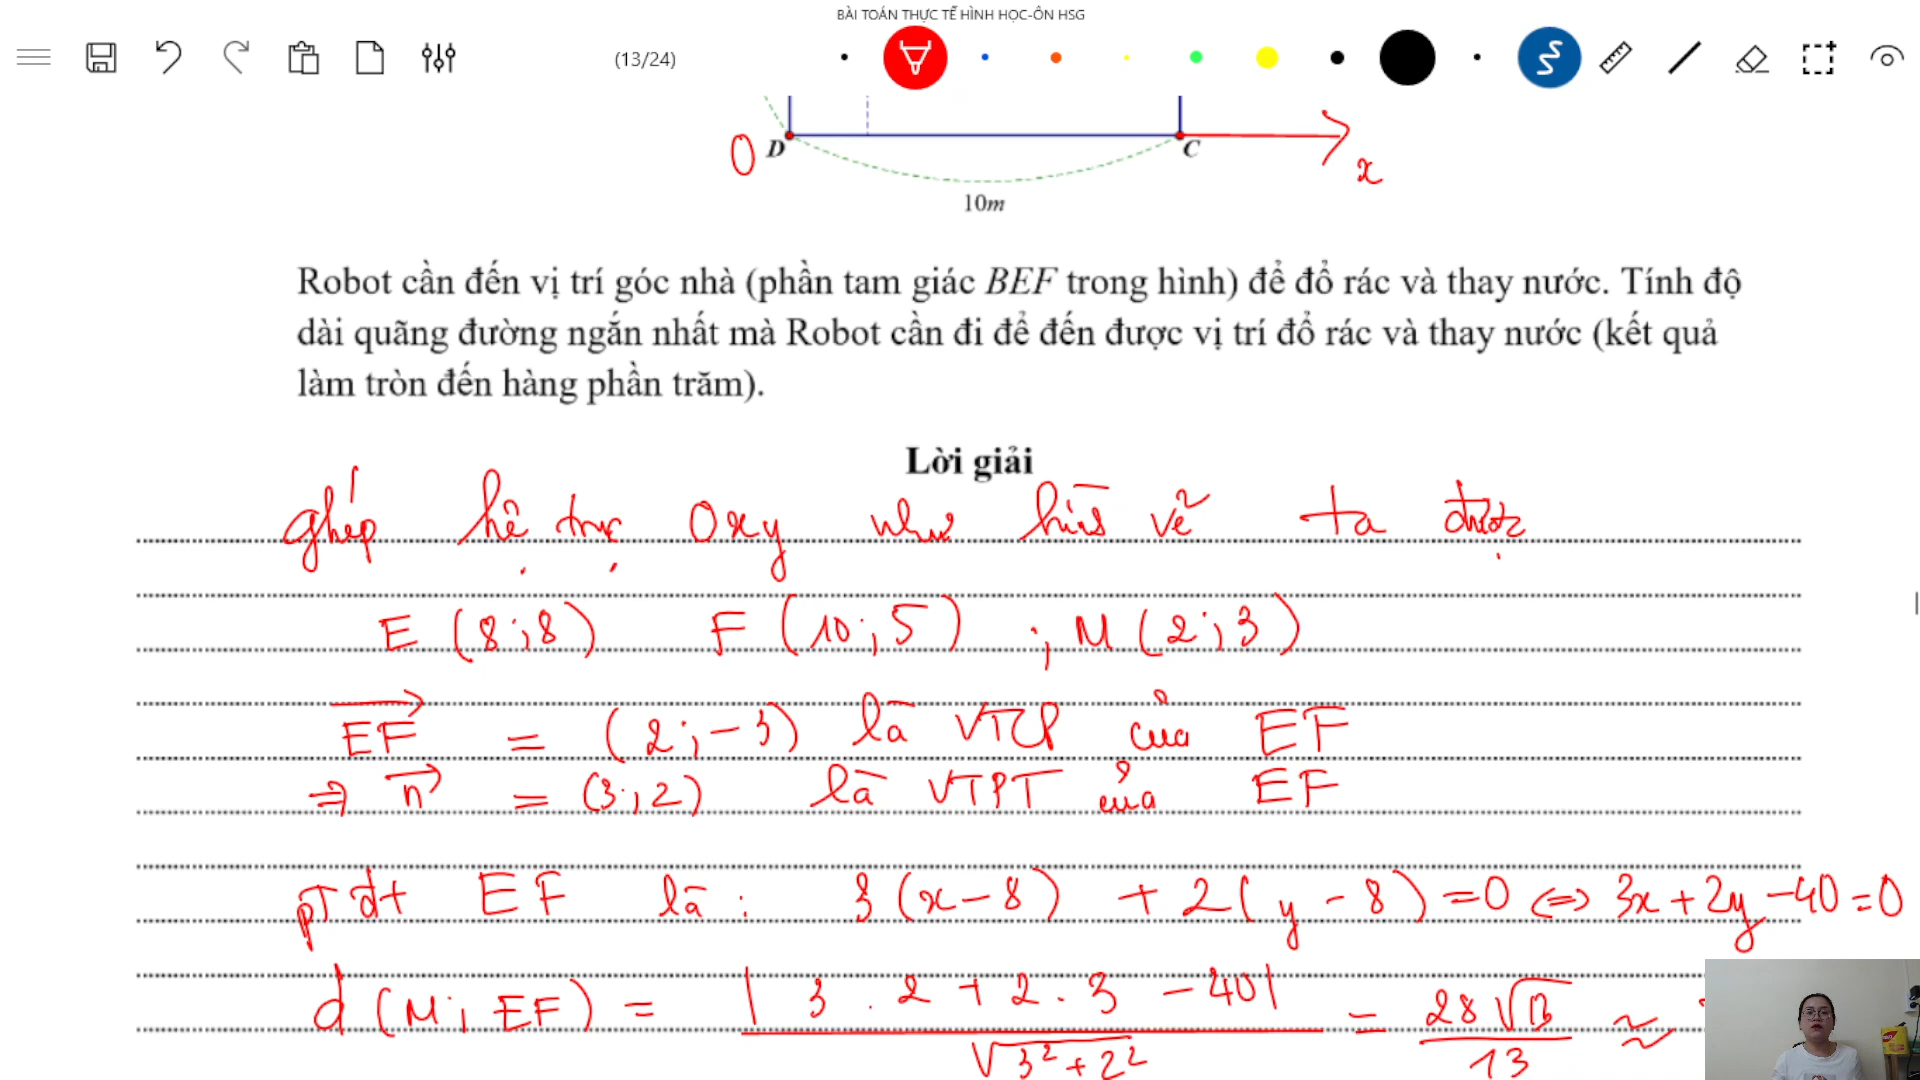 BÀI TOÁN THỰC TẾ HÌNH HỌC-ÔN HSG
(13/24)
O D C x
10m
Robot cần đến vị trí góc nhà (phần tam giác BEF trong hình) để đổ rác và thay nước. Tính độ
dài quãng đường ngắn nhất mà Robot cần đi để đến được vị trí đổ rác và thay nước (kết quả
làm tròn đến hàng phần trăm).
Lời giải
ghép hệ trục Oxy như hình vẽ ta được
E (8;8) F (10;5) ; M (2;3)
\overrightarrow{EF} = (2;-3) là VTCP của EF
⇒ \overrightarrow{n} = (3;2) là VTPT của EF
PT đt EF là: 3(x-8) + 2(y-8) = 0 ⇔ 3x+2y-40=0
d(M; EF) = |3.2+2.3-40| / √(3²+2²) = 28√13 / 13 ≈